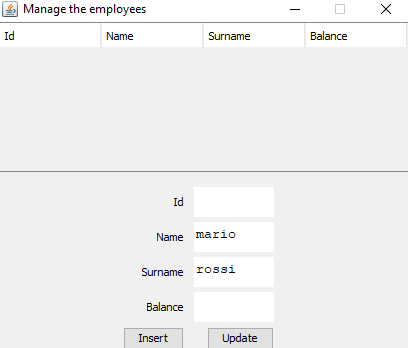 Manage the employees
Id Name Surname Balance
Id
Name mario
Surname rossi
Balance
Insert Update